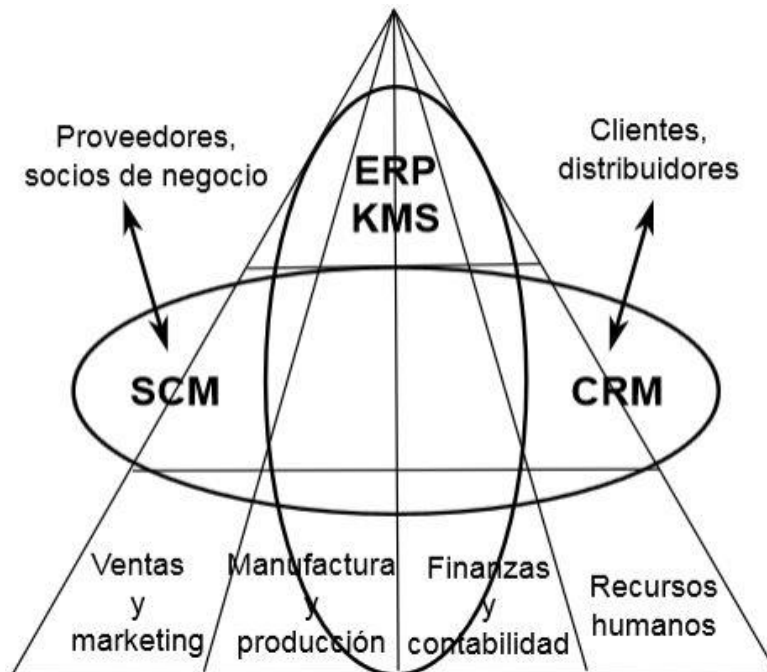 Proveedores,
socios de negocio
Clientes,
distribuidores
ERP
KMS
SCM
CRM
Ventas
y
marketing
Manufactura
y
producción
Finanzas
y
contabilidad
Recursos
humanos